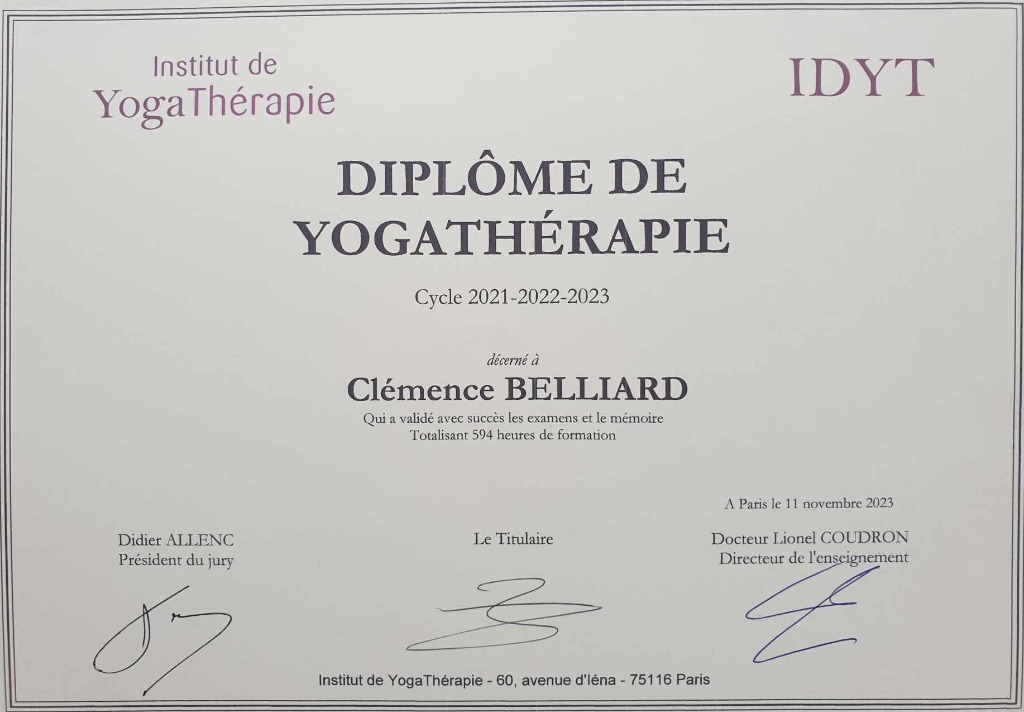 Institut de
YogaThérapie
IDYT
DIPLÔME DE
YOGATHÉRAPIE
Cycle 2021-2022-2023
décerné à
Clémence BELLIARD
Qui a validé avec succès les examens et le mémoire
Totalisant 594 heures de formation
A Paris le 11 novembre 2023
Didier ALLENC
Président du jury
Le Titulaire
Docteur Lionel COUDRON
Directeur de l'enseignement
Institut de YogaThérapie - 60, avenue d'Iéna - 75116 Paris